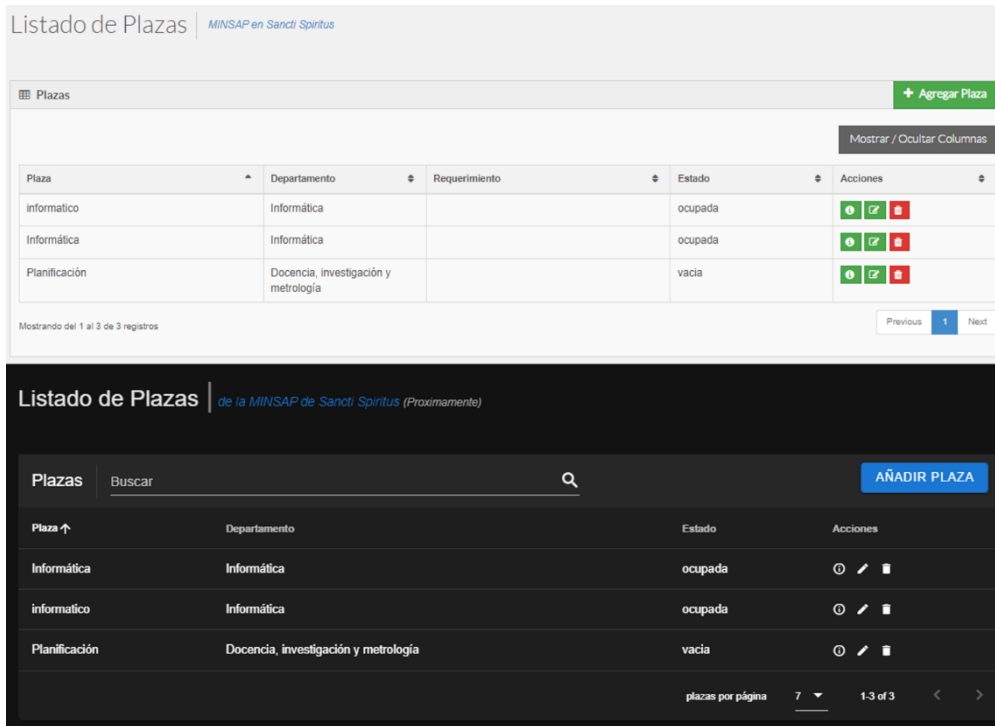 Listado de Plazas MINSAP en Sancti Spiritus
Plazas
+ Agregar Plaza
Mostrar / Ocultar Columnas
Plaza Departamento Requerimiento Estado Acciones
informatico Informática ocupada
Informática Informática ocupada
Planificación Docencia, investigación y metrología vacia
Mostrando del 1 al 3 de 3 registros
Previous 1 Next
Listado de Plazas de la MINSAP de Sancti Spiritus (Proximamente)
Plazas Buscar AÑADIR PLAZA
Plaza Departamento Estado Acciones
Informática Informática ocupada
informatico Informática ocupada
Planificación Docencia, investigación y metrología vacia
plazas por página 7 1-3 of 3